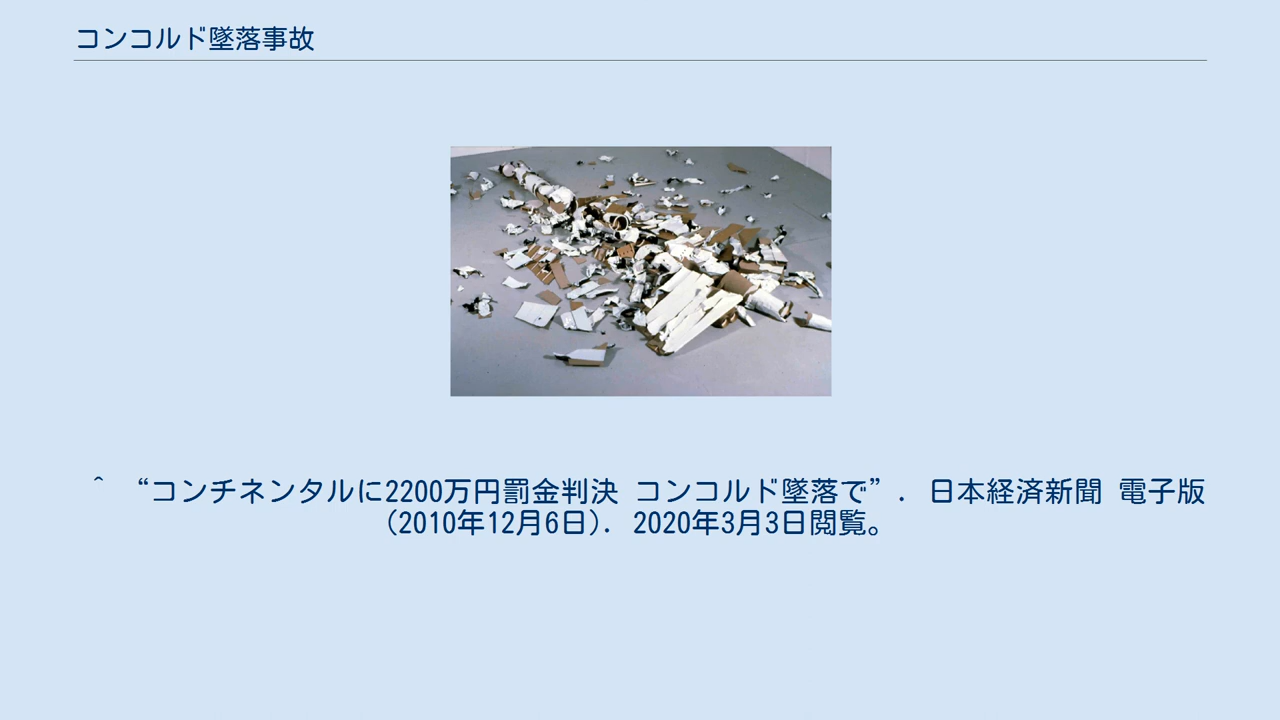 コンコルド墜落事故
^ “コンチネンタルに2200万円罰金判決 コンコルド墜落で”. 日本経済新聞 電子版
(2010年12月6日). 2020年3月3日閲覧。